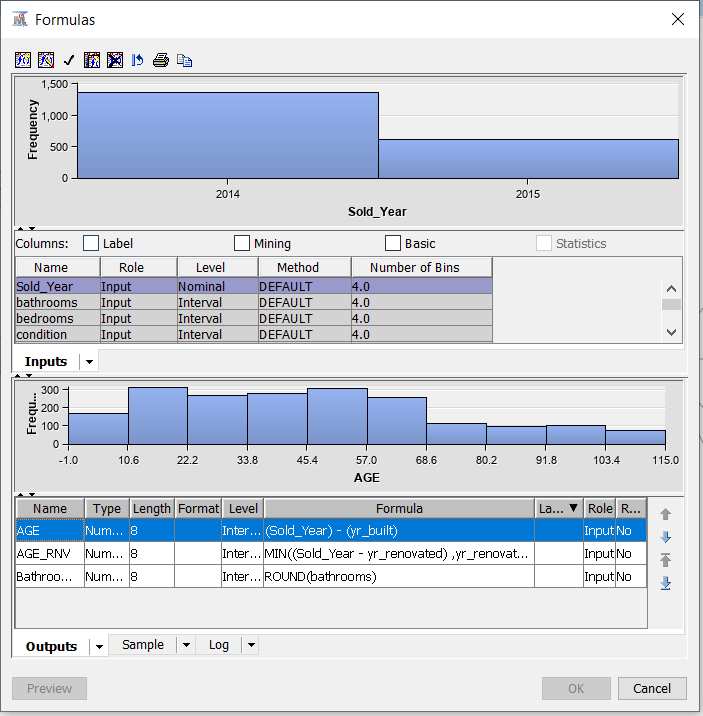 Formulas
1,500
1,000
500
0
Frequency
2014 2015
Sold_Year
Columns: Label Mining Basic Statistics
Name Role Level Method Number of Bins
Sold_Year Input Nominal DEFAULT 4.0
bathrooms Input Interval DEFAULT 4.0
bedrooms Input Interval DEFAULT 4.0
condition Input Interval DEFAULT 4.0
Inputs
300
200
100
0
Frequ...
-1.0 10.6 22.2 33.8 45.4 57.0 68.6 80.2 91.8 103.4 115.0
AGE
Name Type Length Format Level Formula La... ▼ Role R...
AGE Num... 8 Inter... (Sold_Year) - (yr_built) Input No
AGE_RNV Num... 8 Inter... MIN((Sold_Year - yr_renovated) ,yr_renovat... Input No
Bathroo... Num... 8 Inter... ROUND(bathrooms) Input No
Outputs Sample Log
Preview OK Cancel